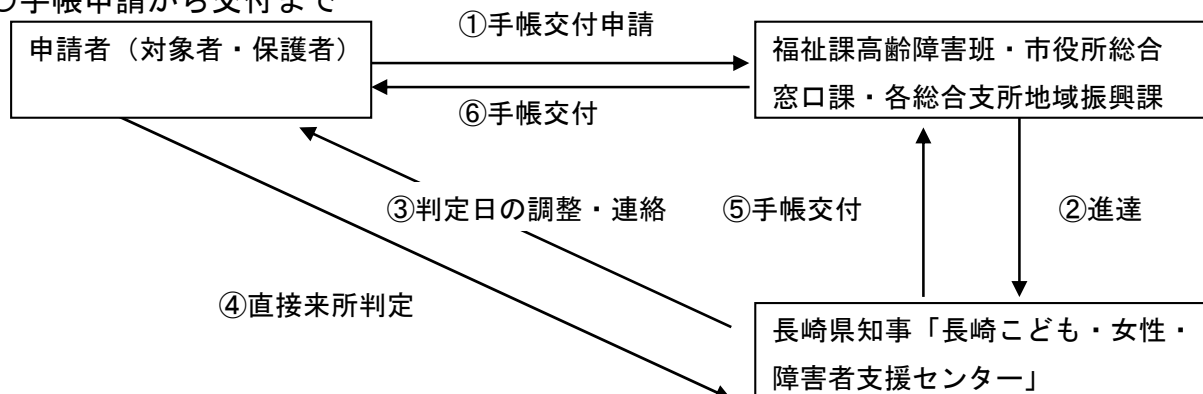 ○手帳申請から交付まで
申請者（対象者・保護者）
①手帳交付申請
⑥手帳交付
福祉課高齢障害班・市役所総合
窓口課・各総合支所地域振興課
③判定日の調整・連絡
⑤手帳交付
②進達
④直接来所判定
長崎県知事「長崎こども・女性・
障害者支援センター」